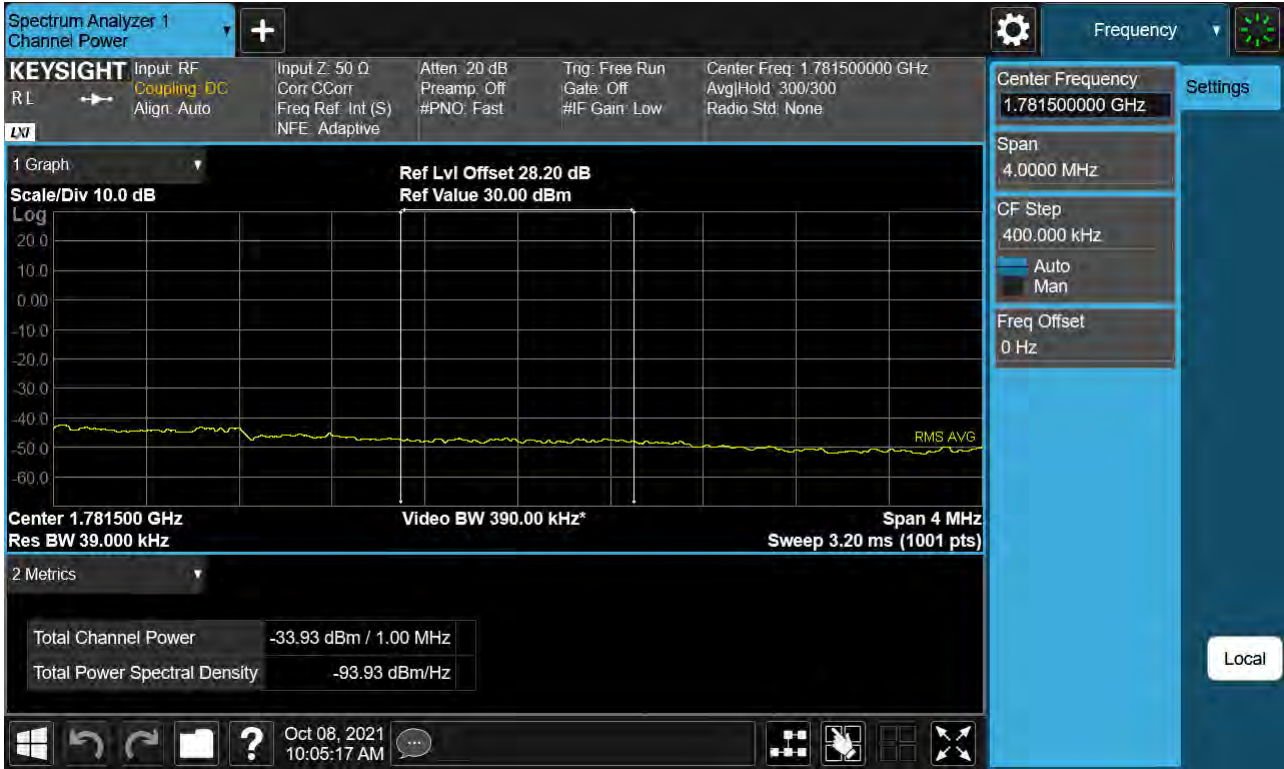 Spectrum Analyzer 1
Channel Power
+
Frequency
KEYSIGHT
RL
LXI
Input: RF
Coupling: DC
Align: Auto
Input Z: 50 Ω
Corr CCorr
Freq Ref: Int (S)
NFE: Adaptive
Atten: 20 dB
Preamp: Off
#PNO: Fast
Trig: Free Run
Gate: Off
#IF Gain: Low
Center Freq: 1.781500000 GHz
Avg|Hold: 300/300
Radio Std: None
1 Graph
Scale/Div 10.0 dB
Ref Lvl Offset 28.20 dB
Ref Value 30.00 dBm
Log
20.0
10.0
0.00
-10.0
-20.0
-30.0
-40.0
-50.0
-60.0
RMS AVG
Center 1.781500 GHz
Video BW 390.00 kHz*
Span 4 MHz
Res BW 39.000 kHz
Sweep 3.20 ms (1001 pts)
2 Metrics
Total Channel Power -33.93 dBm / 1.00 MHz
Total Power Spectral Density -93.93 dBm/Hz
Center Frequency
1.781500000 GHz
Span
4.0000 MHz
CF Step
400.000 kHz
Auto
Man
Freq Offset
0 Hz
Settings
Local
?
Oct 08, 2021
10:05:17 AM